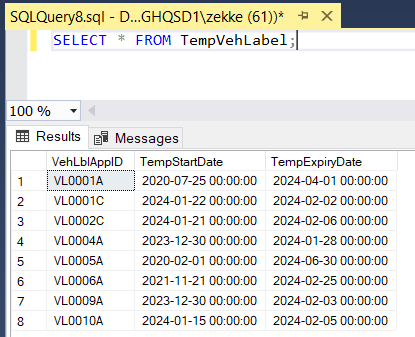 SQLQuery8.sql - D...GHQSD1\zekke (61))*
SELECT * FROM TempVehLabel;
100 %
Results Messages
VehLblAppID TempStartDate TempExpiryDate
1 VL0001A 2020-07-25 00:00:00 2024-04-01 00:00:00
2 VL0001C 2024-01-22 00:00:00 2024-02-02 00:00:00
3 VL0002C 2024-01-21 00:00:00 2024-02-06 00:00:00
4 VL0004A 2023-12-30 00:00:00 2024-01-28 00:00:00
5 VL0005A 2020-02-01 00:00:00 2024-06-30 00:00:00
6 VL0006A 2021-11-21 00:00:00 2024-02-25 00:00:00
7 VL0009A 2023-12-30 00:00:00 2024-02-03 00:00:00
8 VL0010A 2024-01-15 00:00:00 2024-02-05 00:00:00